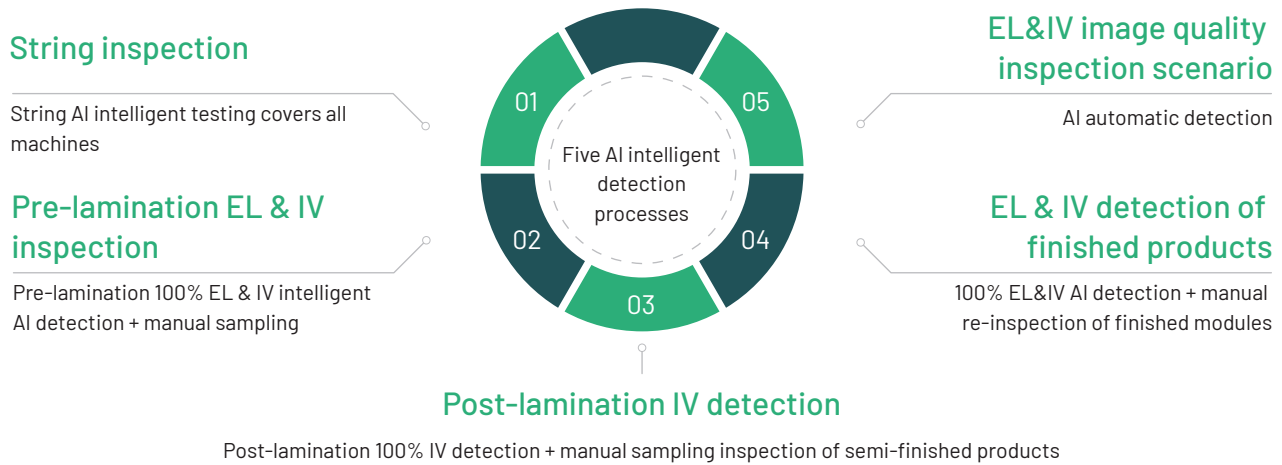 String inspection
String AI intelligent testing covers all
machines
Pre-lamination EL & IV
inspection
Pre-lamination 100% EL & IV intelligent
AI detection + manual sampling
01
02
03
04
05
Five AI intelligent
detection
processes
Post-lamination IV detection
Post-lamination 100% IV detection + manual sampling inspection of semi-finished products
EL&IV image quality
inspection scenario
AI automatic detection
EL & IV detection of
finished products
100% EL&IV AI detection + manual
re-inspection of finished modules